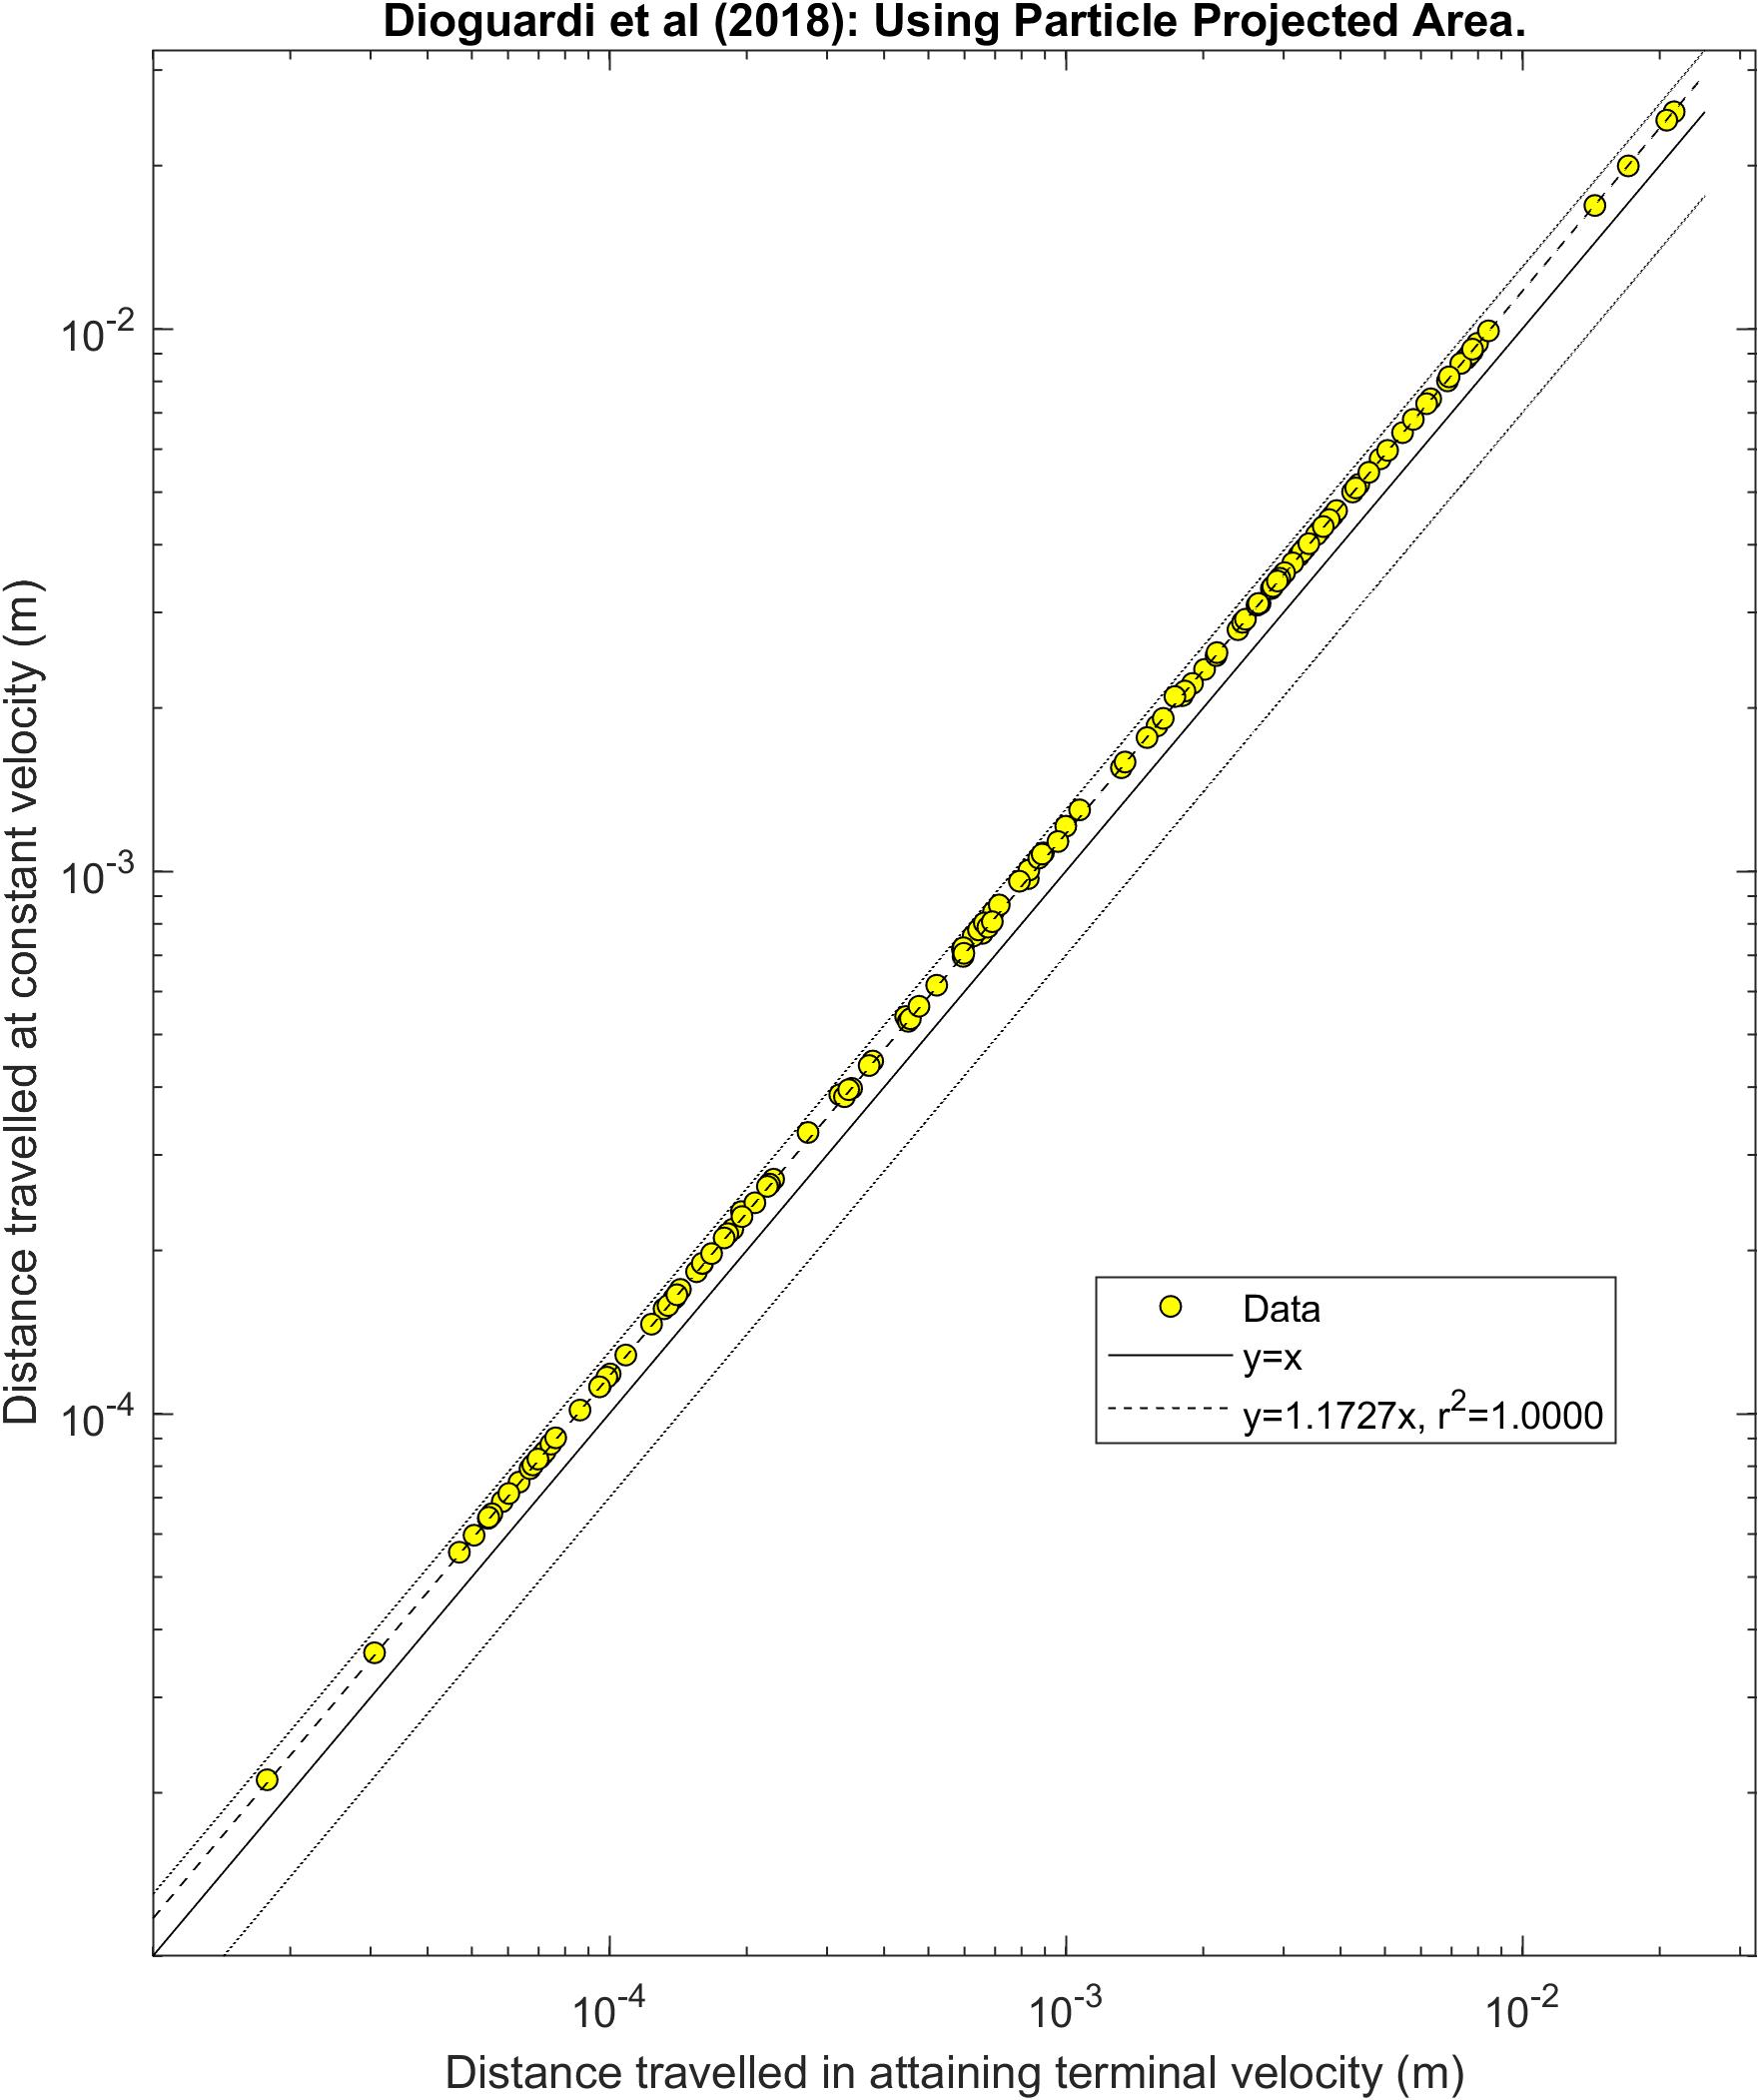 Dioguardi et al (2018): Using Particle Projected Area.
10-2
10-3
10-4
Distance travelled at constant velocity (m)
Data
y=x
y=1.1727x, r2=1.0000
10-4 10-3 10-2
Distance travelled in attaining terminal velocity (m)